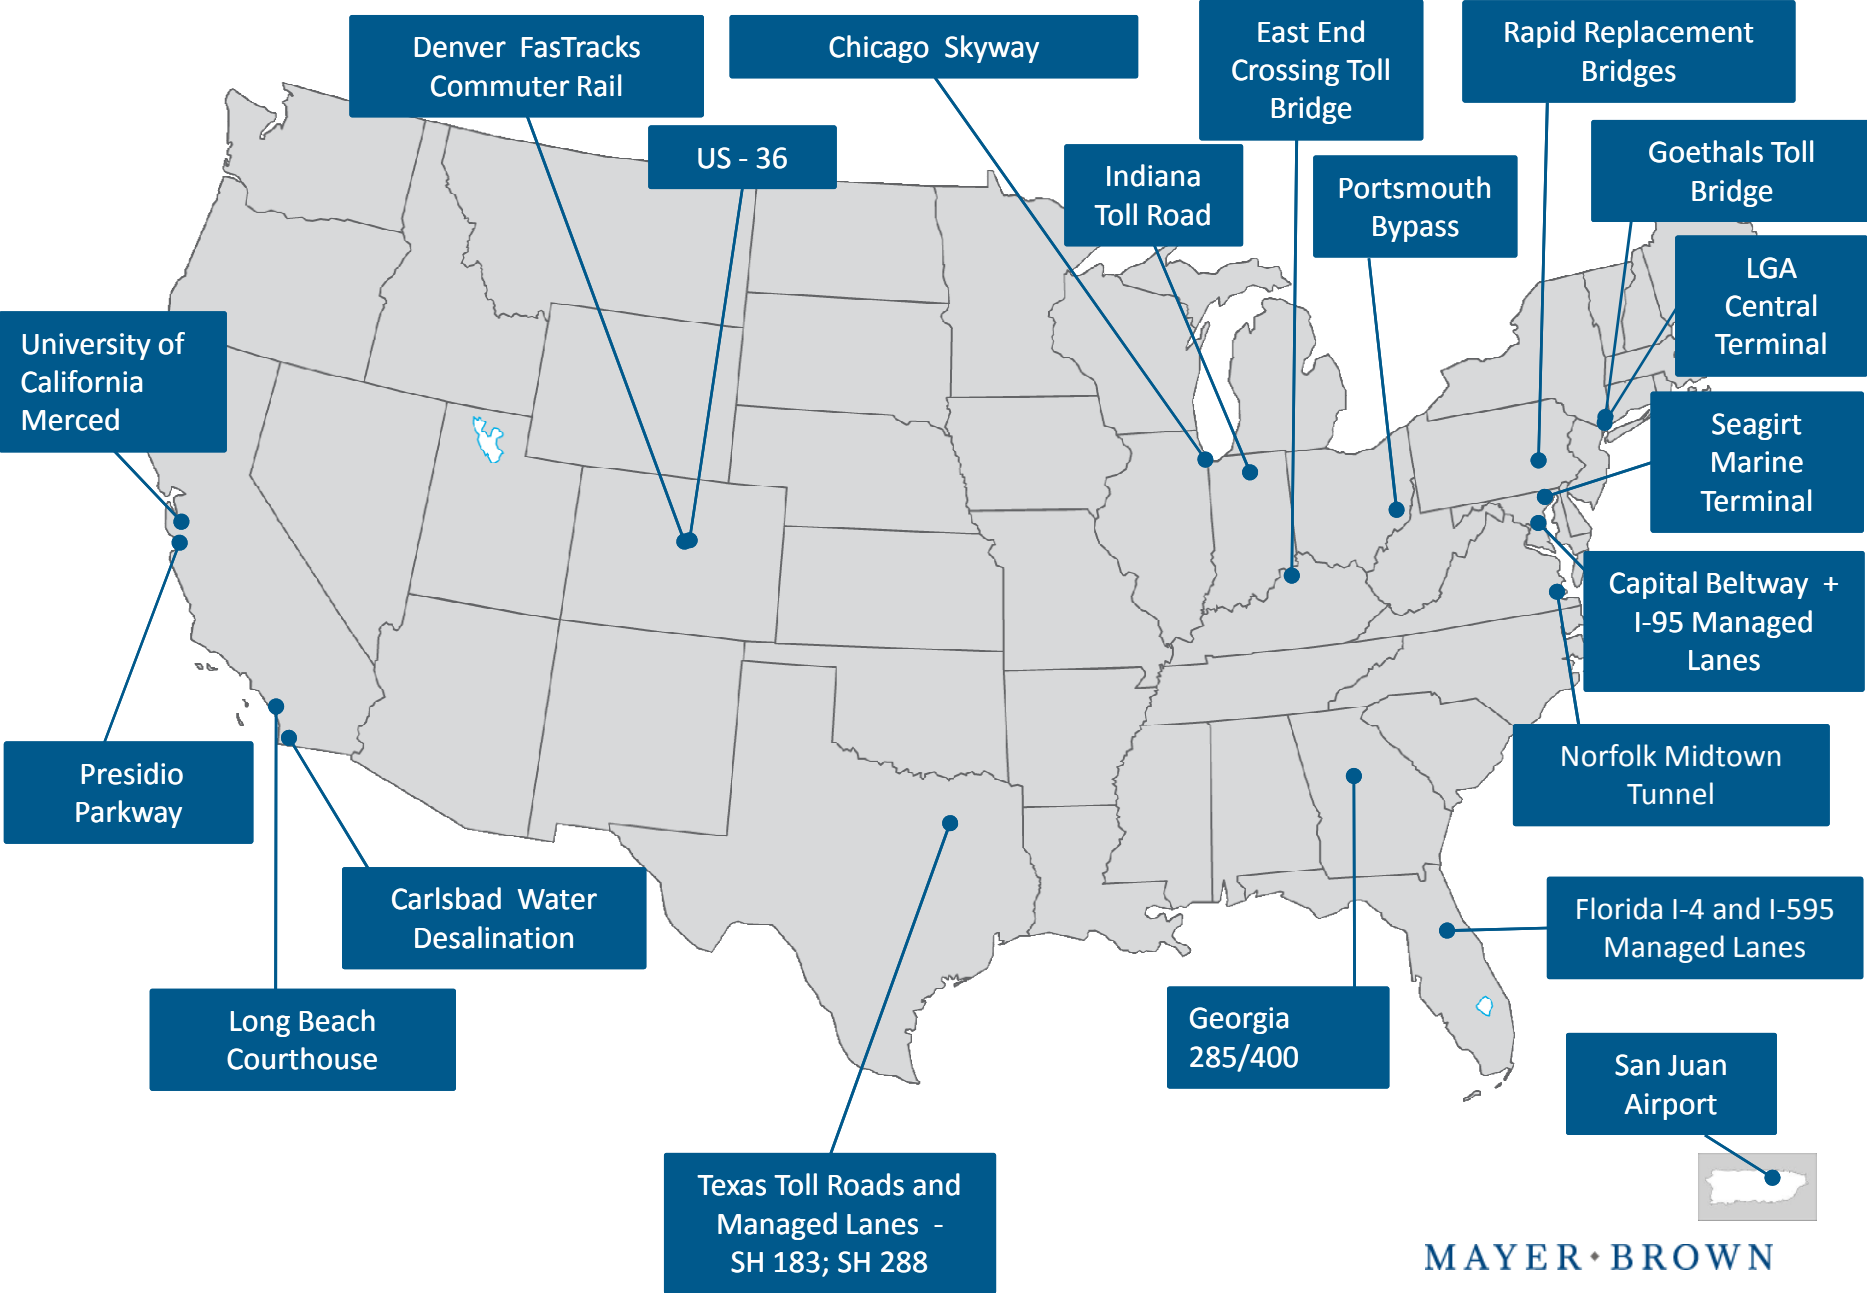 Denver FasTracks
Commuter Rail
Chicago Skyway
East End
Crossing Toll
Bridge
Rapid Replacement
Bridges
US - 36
Indiana
Toll Road
Portsmouth
Bypass
Goethals Toll
Bridge
LGA
Central
Terminal
University of
California
Merced
Seagirt
Marine
Terminal
Capital Beltway +
I-95 Managed
Lanes
Presidio
Parkway
Norfolk Midtown
Tunnel
Carlsbad Water
Desalination
Florida I-4 and I-595
Managed Lanes
Long Beach
Courthouse
Georgia
285/400
San Juan
Airport
Texas Toll Roads and
Managed Lanes -
SH 183; SH 288
MAYER • BROWN